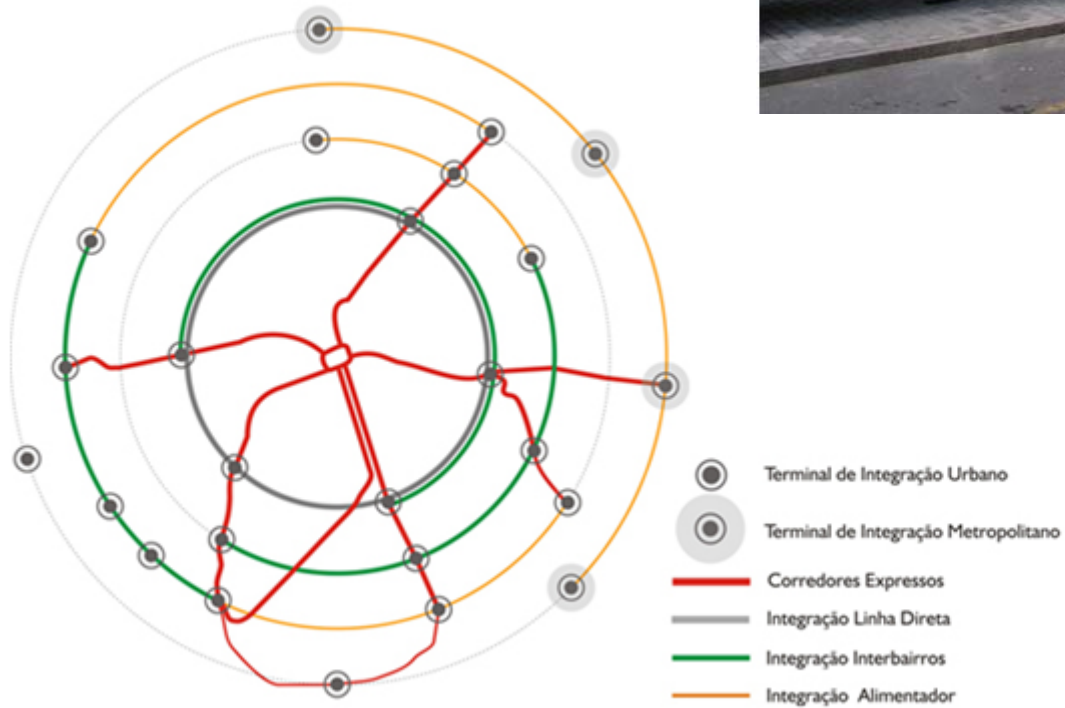 Terminal de Integração Urbano
Terminal de Integração Metropolitano
Corredores Expressos
Integração Linha Direta
Integração Interbairros
Integração Alimentador